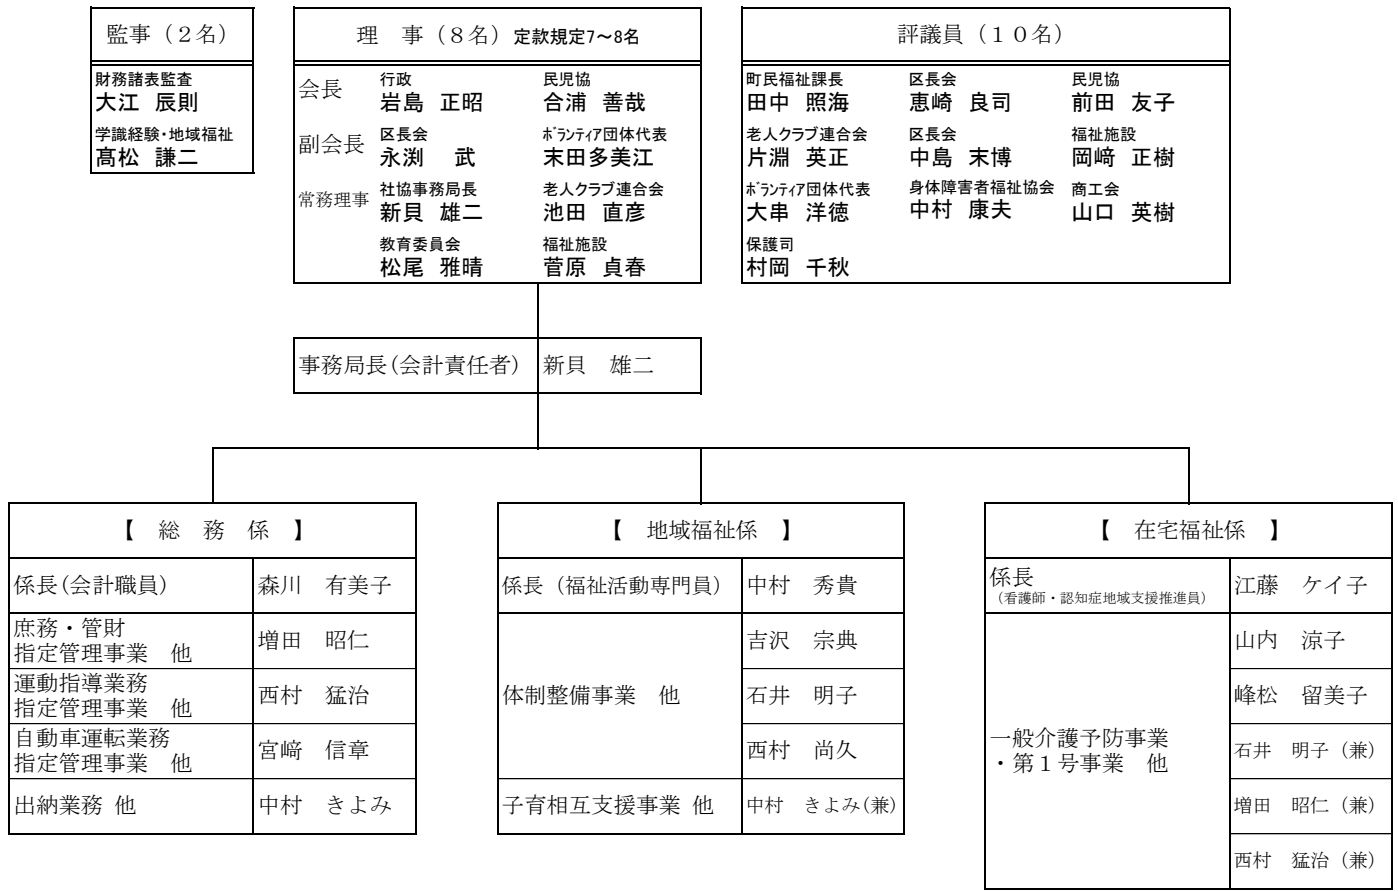 監事（２名）
財務諸表監査
大江　辰則
学識経験・地域福祉
髙松　謙二
理　事（８名）定款規定7～8名
会長
行政
岩島　正昭
民児協
合浦　善哉
副会長
区長会
永渕　武
ﾎﾞﾗﾝﾃｨｱ団体代表
末田多美江
常務理事
社協事務局長
新貝　雄二
老人クラブ連合会
池田　直彦
教育委員会
松尾　雅晴
福祉施設
菅原　貞春
評議員（１０名）
町民福祉課長
田中　照海
区長会
恵崎　良司
民児協
前田　友子
老人クラブ連合会
片淵　英正
区長会
中島　末博
福祉施設
岡﨑　正樹
ﾎﾞﾗﾝﾃｨｱ団体代表
大串　洋徳
身体障害者福祉協会
中村　康夫
商工会
山口　英樹
保護司
村岡　千秋
事務局長(会計責任者)　新貝　雄二
【　総　務　係　】
係長(会計職員)　森川　有美子
庶務・管財
指定管理事業　他
増田　昭仁
運動指導業務
指定管理事業　他
西村　猛治
自動車運転業務
指定管理事業　他
宮﨑　信章
出納業務 他　中村　きよみ
【　地域福祉係　】
係長（福祉活動専門員）　中村　秀貴
体制整備事業　他
吉沢　宗典
石井　明子
西村　尚久
子育相互支援事業 他　中村　きよみ(兼)
【　在宅福祉係　】
係長
（看護師・認知症地域支援推進員）
江藤　ケイ子
一般介護予防事業
・第１号事業　他
山内　涼子
峰松　留美子
石井　明子（兼）
増田　昭仁（兼）
西村　猛治（兼）